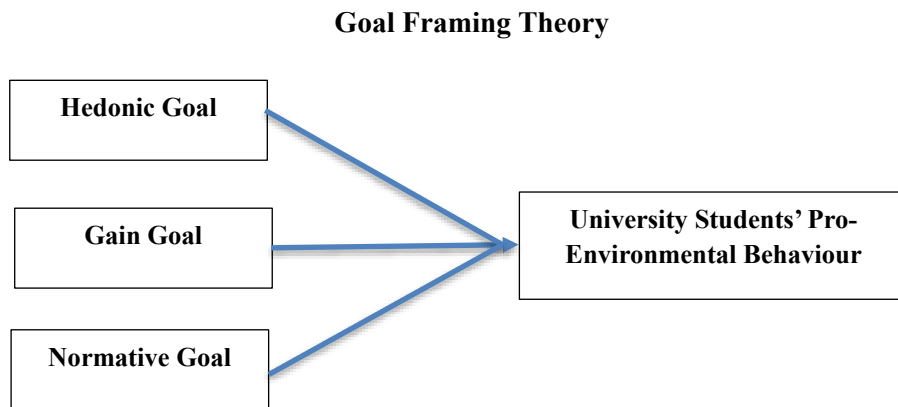 Goal Framing Theory
Hedonic Goal
Gain Goal
Normative Goal
University Students’ Pro-
Environmental Behaviour